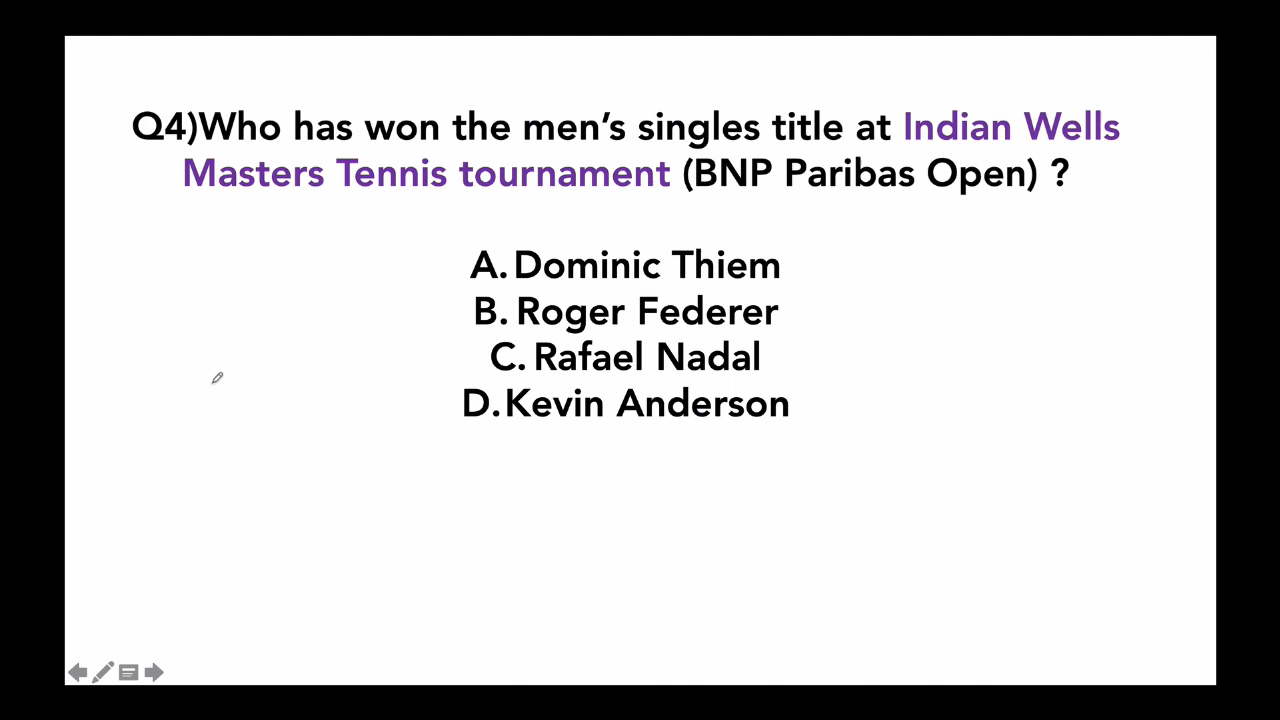 Q4)Who has won the men’s singles title at Indian Wells
Masters Tennis tournament (BNP Paribas Open) ?
A. Dominic Thiem
B. Roger Federer
C. Rafael Nadal
D. Kevin Anderson